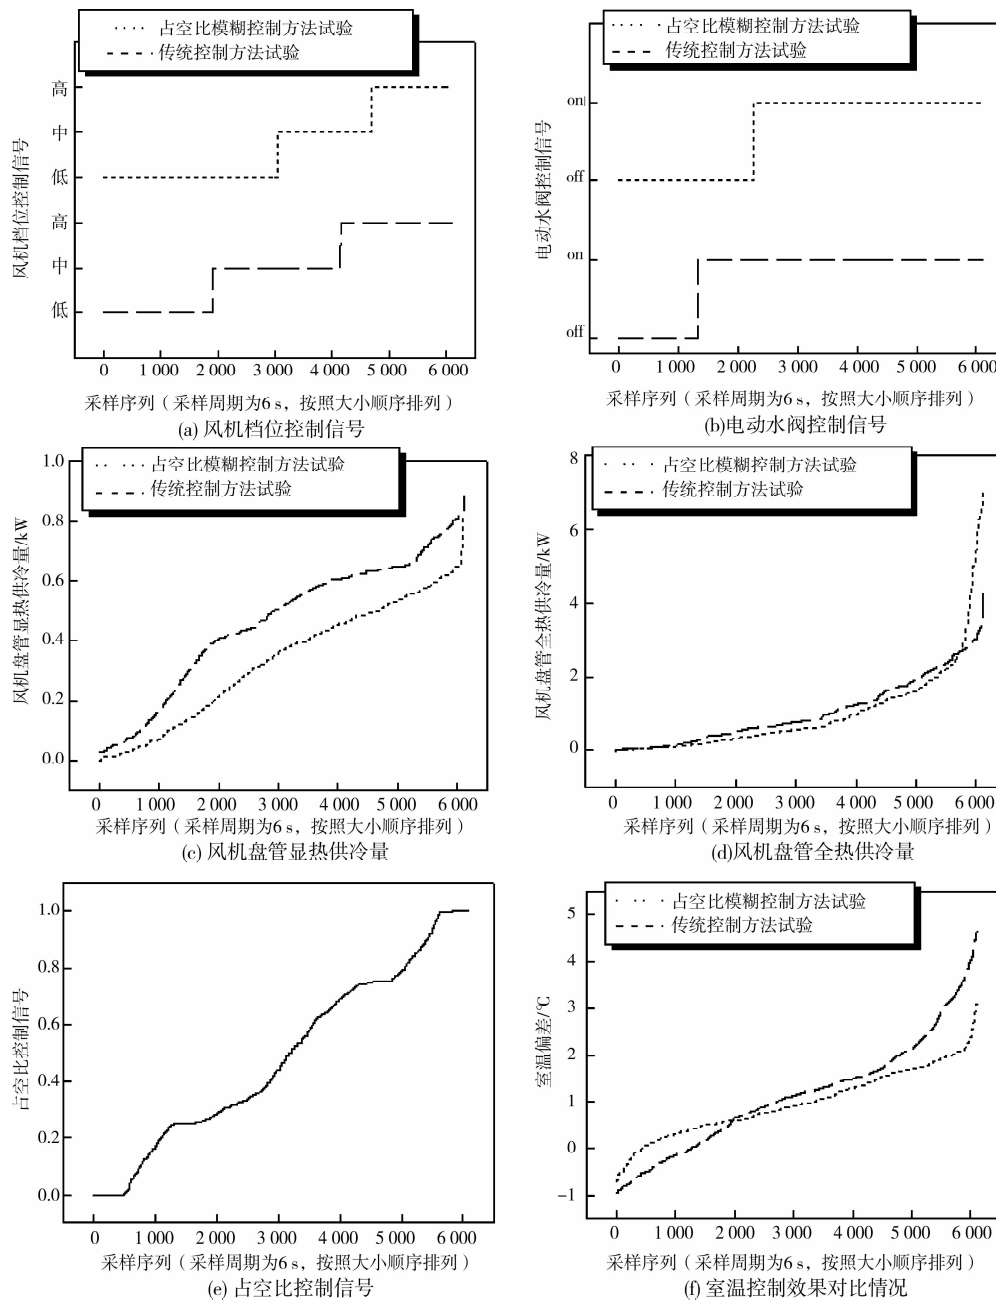 占空比模糊控制方法试验
传统控制方法试验
高
中
低
高
中
低
风机档位控制信号
0 1 000 2 000 3 000 4 000 5 000 6 000
采样序列（采样周期为6 s，按照大小顺序排列）
(a) 风机档位控制信号
占空比模糊控制方法试验
传统控制方法试验
on
off
on
off
电动水阀控制信号
0 1 000 2 000 3 000 4 000 5 000 6 000
采样序列（采样周期为6 s，按照大小顺序排列）
(b)电动水阀控制信号
占空比模糊控制方法试验
传统控制方法试验
1.0
0.8
0.6
0.4
0.2
0.0
风机盘管显热供冷量/kW
0 1 000 2 000 3 000 4 000 5 000 6 000
采样序列（采样周期为6 s，按照大小顺序排列）
(c) 风机盘管显热供冷量
占空比模糊控制方法试验
传统控制方法试验
8
6
4
2
0
风机盘管全热供冷量/kW
0 1 000 2 000 3 000 4 000 5 000 6 000
采样序列（采样周期为6 s，按照大小顺序排列）
(d)风机盘管全热供冷量
1.0
0.8
0.6
0.4
0.2
0.0
占空比控制信号
0 1 000 2 000 3 000 4 000 5 000 6 000
采样序列（采样周期为6 s，按照大小顺序排列）
(e) 占空比控制信号
占空比模糊控制方法试验
传统控制方法试验
5
4
3
2
1
0
-1
室温偏差/℃
0 1 000 2 000 3 000 4 000 5 000 6 000
采样序列（采样周期为6 s，按照大小顺序排列）
(f) 室温控制效果对比情况